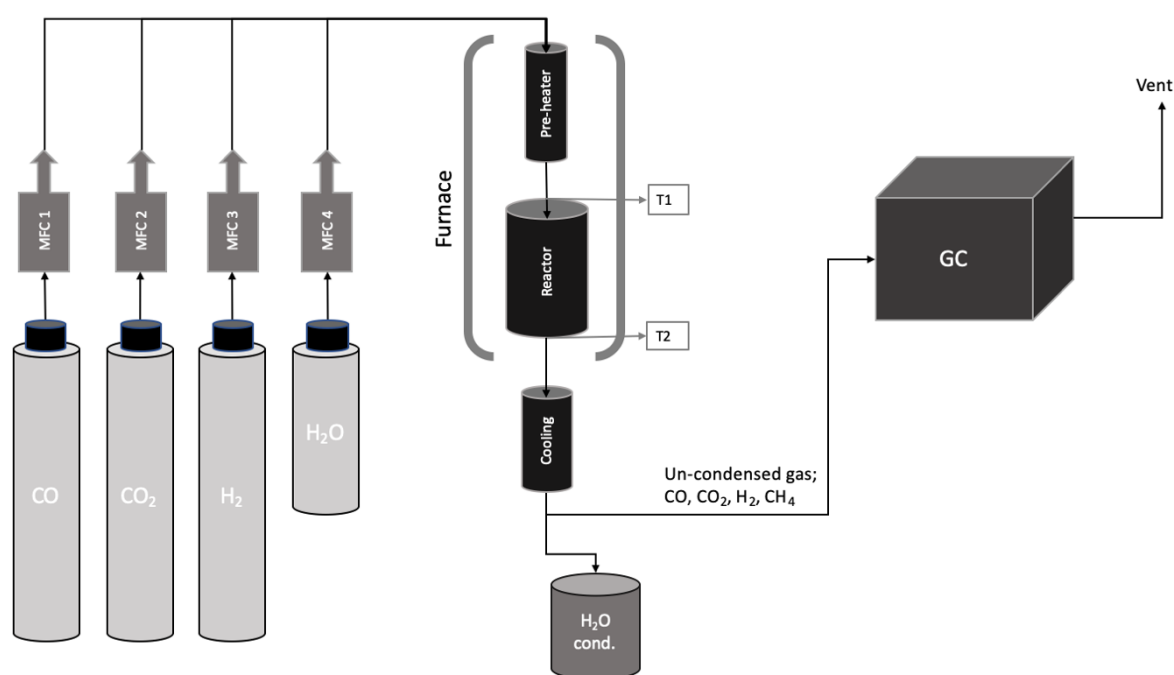 Vent
Pre-heater
MFC 1
MFC 2
MFC 3
MFC 4
Furnace
T1
Reactor
GC
T2
Cooling
H₂O
Un-condensed gas;
CO, CO₂, H₂, CH₄
CO
CO₂
H₂
H₂O
cond.